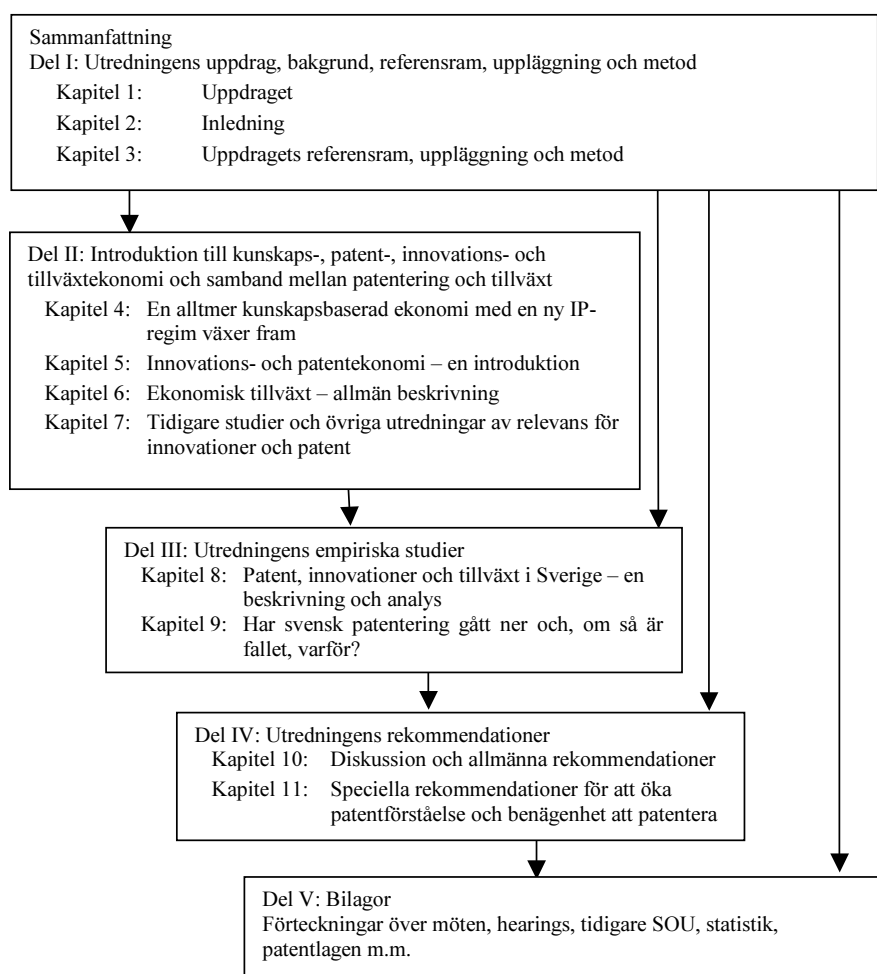 Sammanfattning
Del I: Utredningens uppdrag, bakgrund, referensram, uppläggning och metod
Kapitel 1: Uppdraget
Kapitel 2: Inledning
Kapitel 3: Uppdragets referensram, uppläggning och metod
Del II: Introduktion till kunskaps-, patent-, innovations- och
tillväxtekonomi och samband mellan patentering och tillväxt
Kapitel 4: En alltmer kunskapsbaserad ekonomi med en ny IP-
regim växer fram
Kapitel 5: Innovations- och patentekonomi – en introduktion
Kapitel 6: Ekonomisk tillväxt – allmän beskrivning
Kapitel 7: Tidigare studier och övriga utredningar av relevans för
innovationer och patent
Del III: Utredningens empiriska studier
Kapitel 8: Patent, innovationer och tillväxt i Sverige – en
beskrivning och analys
Kapitel 9: Har svensk patentering gått ner och, om så är
fallet, varför?
Del IV: Utredningens rekommendationer
Kapitel 10: Diskussion och allmänna rekommendationer
Kapitel 11: Speciella rekommendationer för att öka
patentförståelse och benägenhet att patentera
Del V: Bilagor
Förteckningar över möten, hearings, tidigare SOU, statistik,
patentlagen m.m.